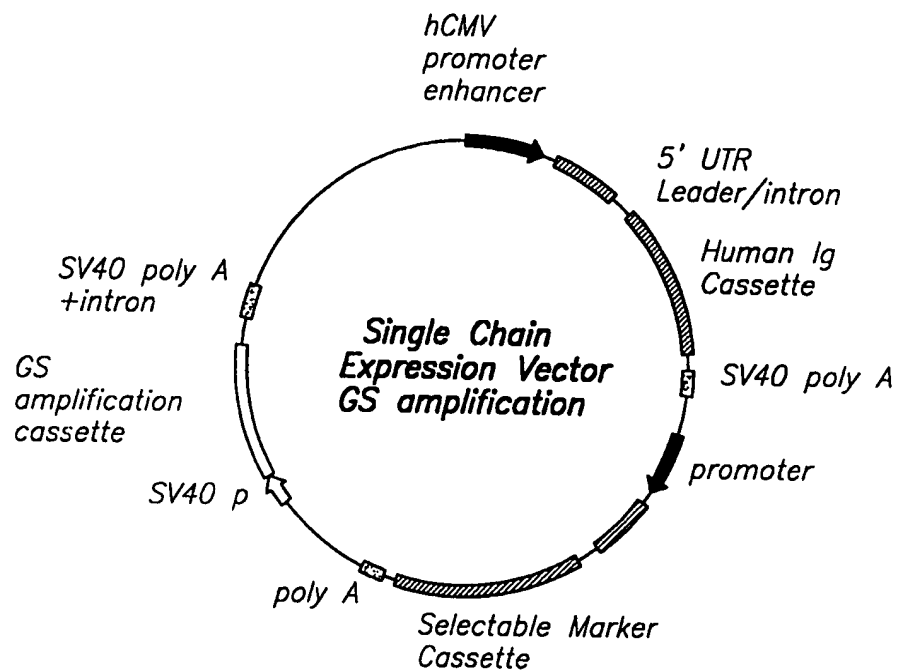 hCMV
promoter
enhancer
5' UTR
Leader/intron
Human Ig
Cassette
SV40 poly A
+intron
Single Chain
Expression Vector
GS amplification
GS
amplification
cassette
SV40 poly A
promoter
SV40 p
poly A
Selectable Marker
Cassette